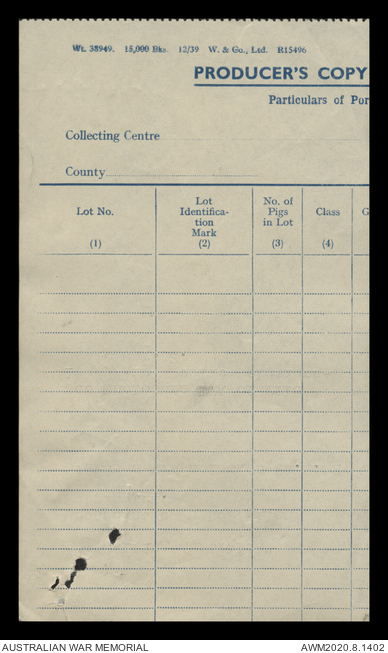 Wt. 38949. 15,000 Bks. 12/39 W. & Co., Ltd. R15496
PRODUCER'S COPY
Particulars of Por
Collecting Centre
County
Lot No. (1)
Lot Identifica- tion Mark (2)
No. of Pigs in Lot (3)
Class (4)
G
AUSTRALIAN WAR MEMORIAL
AWM2020.8.1402